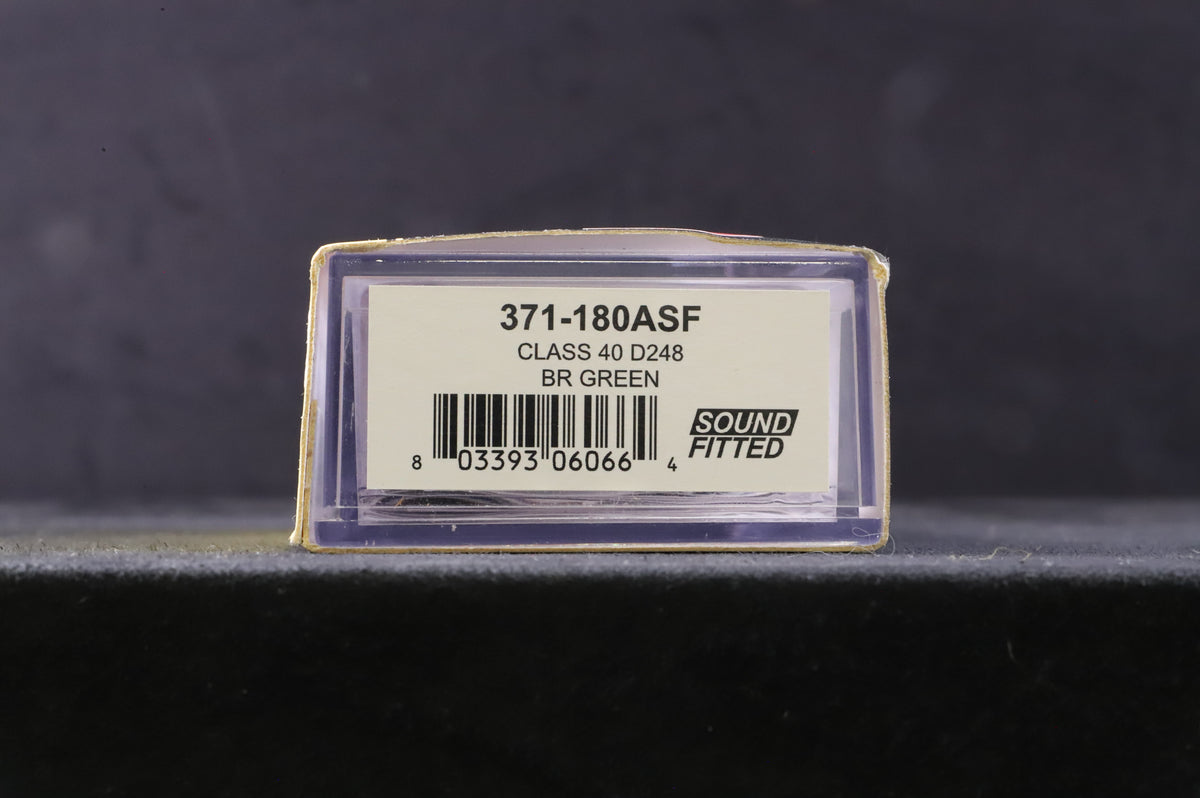 371-180ASF
CLASS 40 D248
BR GREEN
8 03393 06066 4
SOUND
FITTED